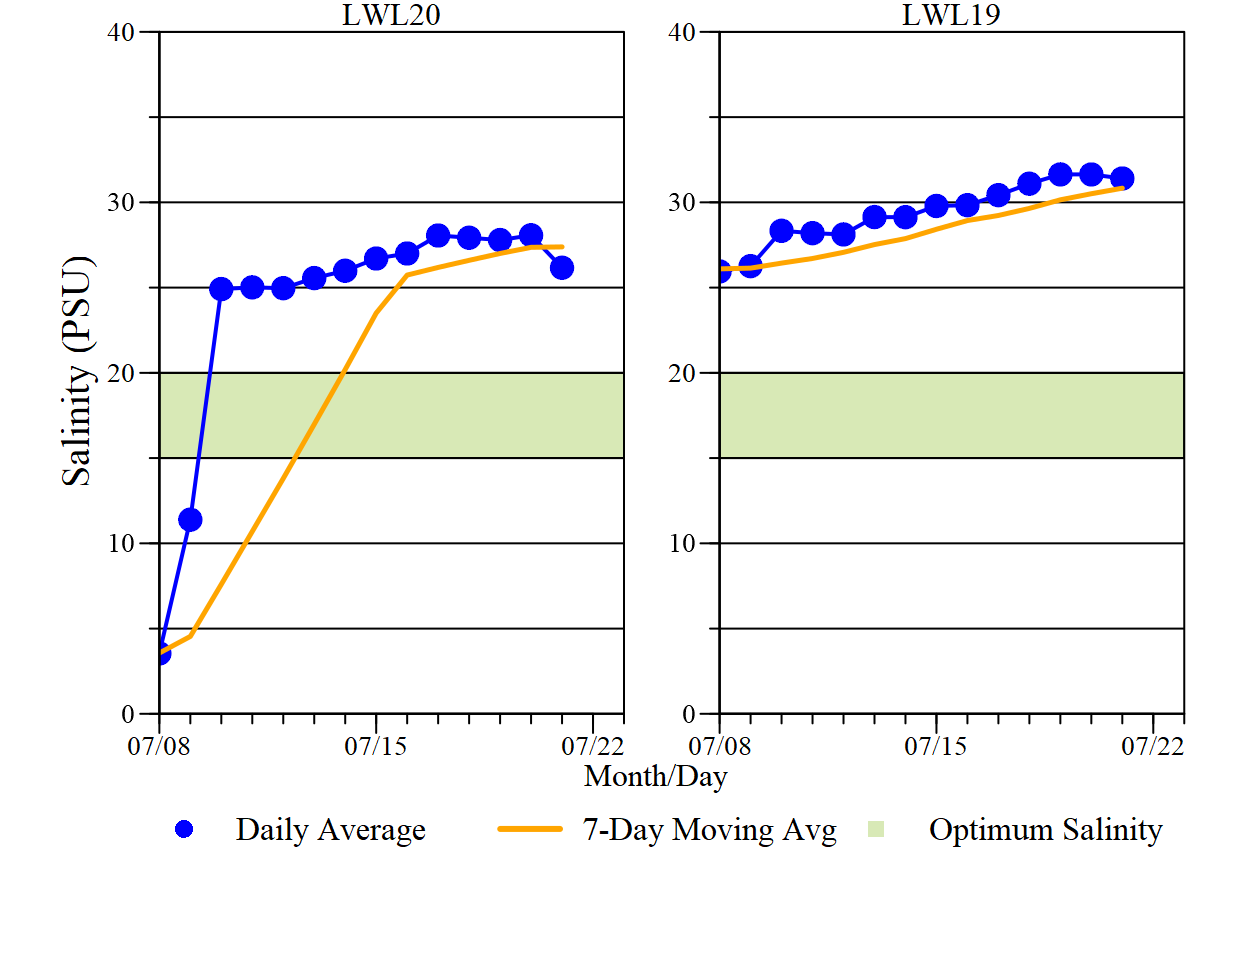 LWL20 LWL19
40 40
30 30
20 20
10 10
0 0
Salinity (PSU)
07/08 07/15 07/22 07/08 07/15 07/22
Month/Day
Daily Average 7-Day Moving Avg Optimum Salinity